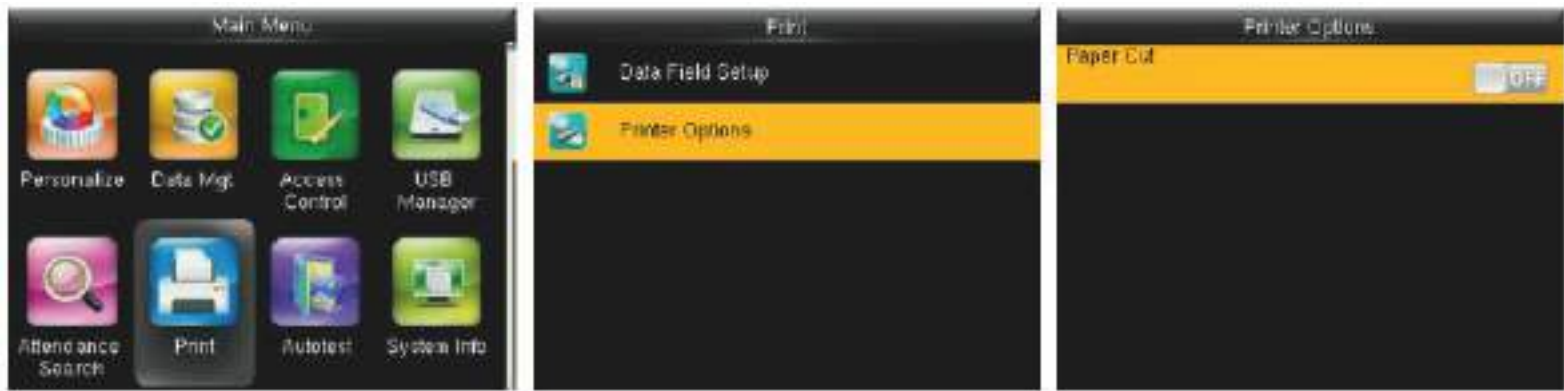 Main Menu
Personalize
Data Mgt.
Access
Control
USB
Manager
Attendance
Search
Print
Autotest
System Info
Print
Data Field Setup
Printer Options
Printer Options
Paper Cut
OFF